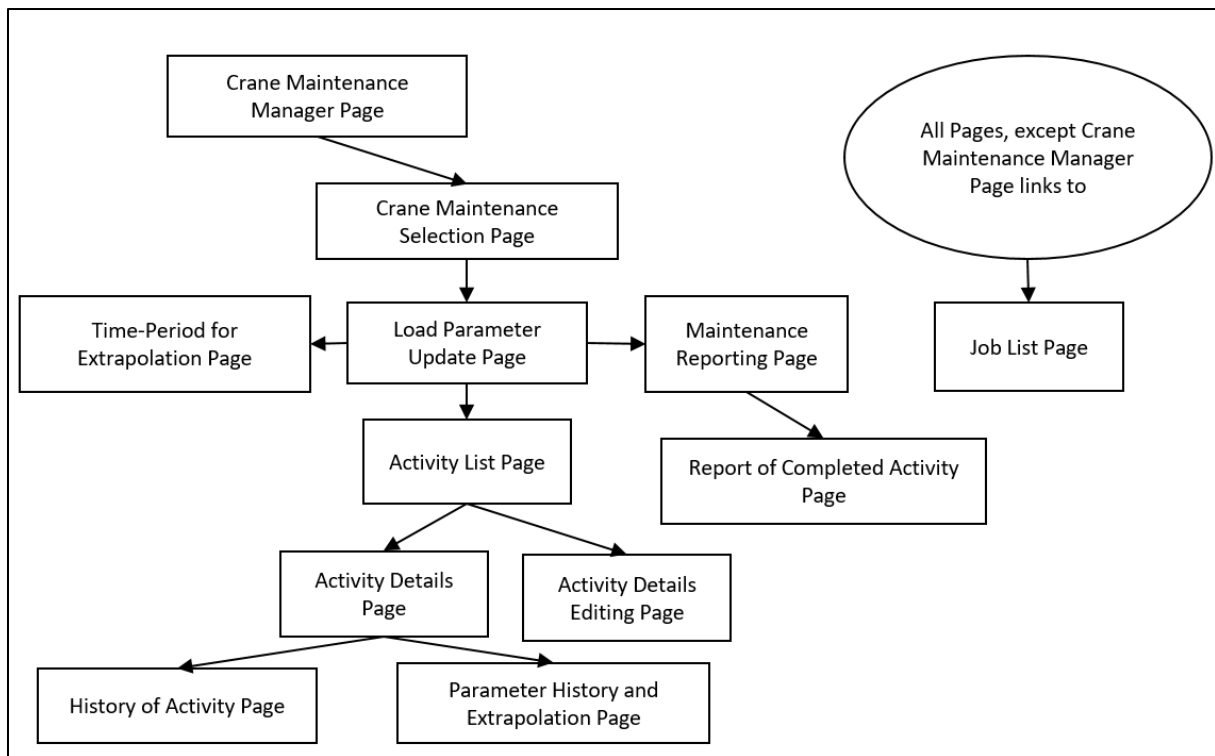 Crane Maintenance
Manager Page
All Pages, except Crane
Maintenance Manager
Page links to
Crane Maintenance
Selection Page
Time-Period for
Extrapolation Page
Load Parameter
Update Page
Maintenance
Reporting Page
Job List Page
Activity List Page
Report of Completed Activity
Page
Activity Details
Page
Activity Details
Editing Page
History of Activity Page
Parameter History and
Extrapolation Page